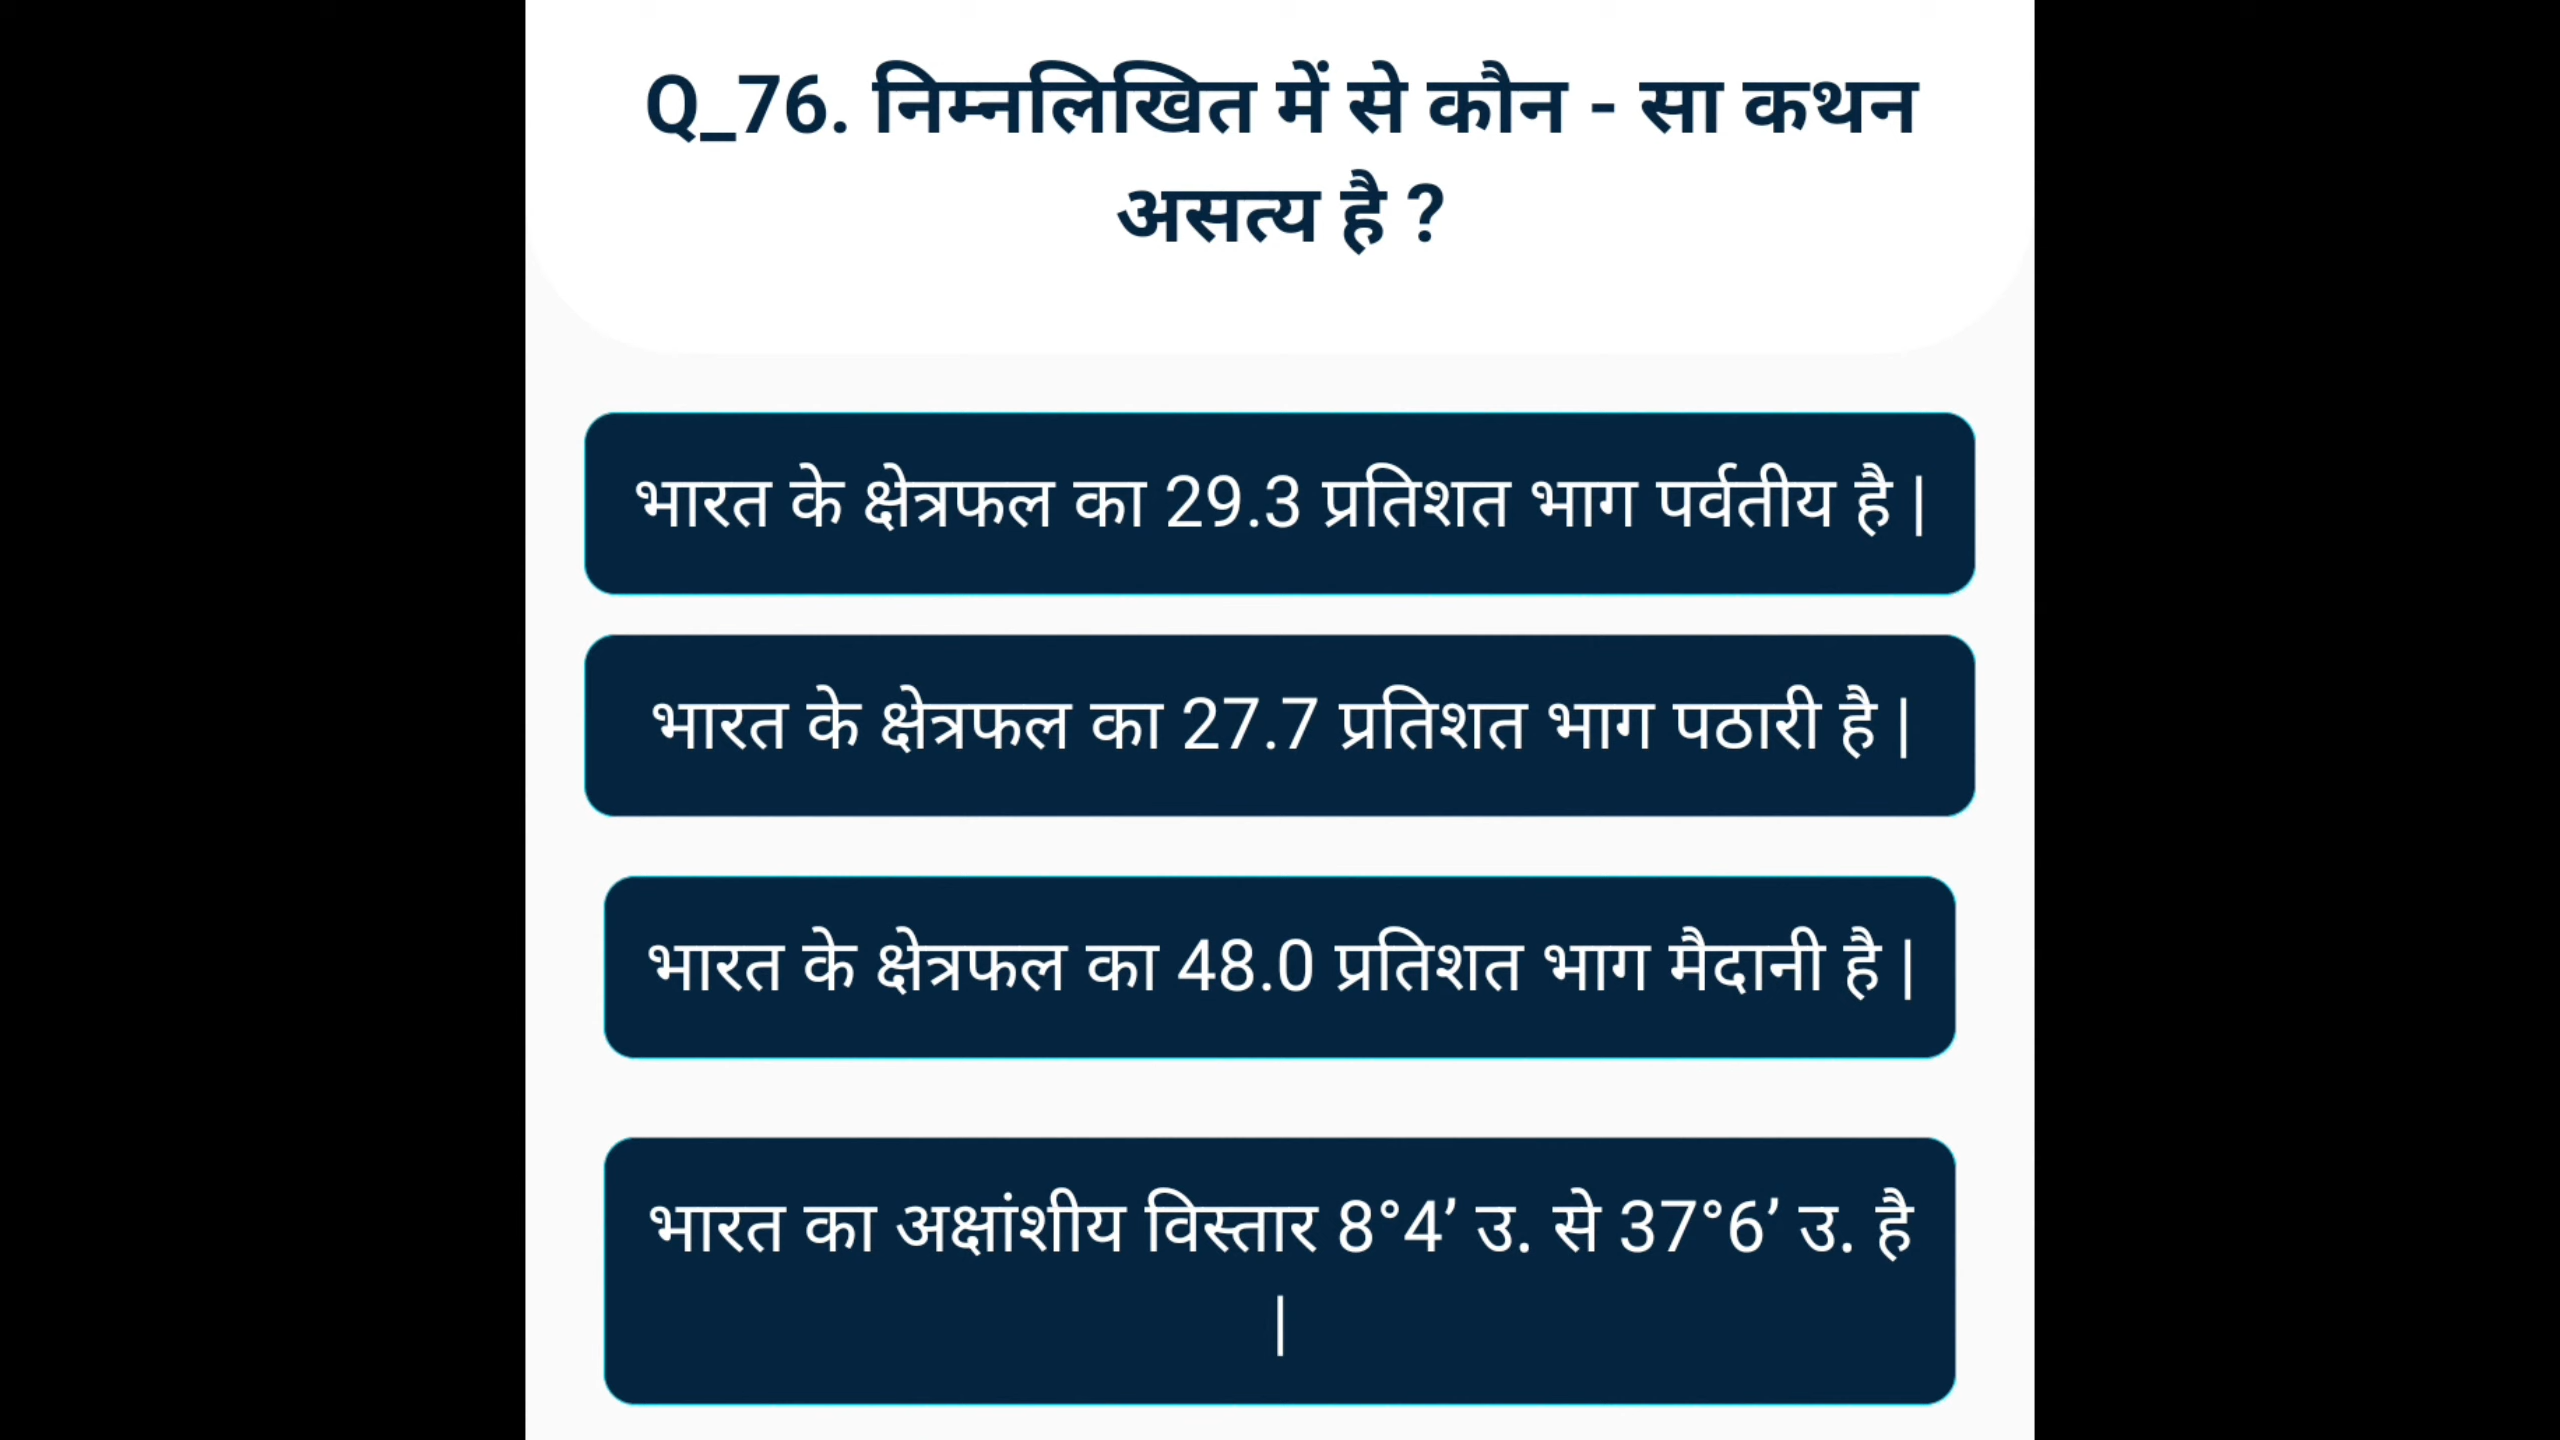 Q_76. निम्नलिखित में से कौन - सा कथन
असत्य है ?
भारत के क्षेत्रफल का 29.3 प्रतिशत भाग पर्वतीय है |
भारत के क्षेत्रफल का 27.7 प्रतिशत भाग पठारी है |
भारत के क्षेत्रफल का 48.0 प्रतिशत भाग मैदानी है |
भारत का अक्षांशीय विस्तार 8°4’ उ. से 37°6’ उ. है
|